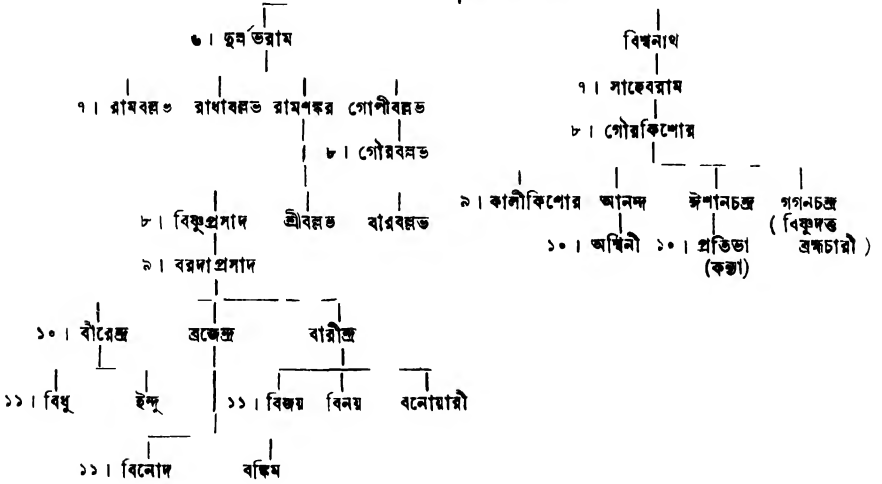 ৬। দুর্ল্লভরাম
৭। রামবল্লভ রাধাবল্লভ রামশঙ্কর গোপীবল্লভ
৮। গৌরবল্লভ
৮। বিষ্ণুপ্রসাদ শ্রীবল্লভ বীরবল্লভ
৯। বরদাপ্রসাদ
১০। বীরেন্দ্র ব্রজেন্দ্র বারীন্দ্র
১১। বিধু ইন্দু ১১। বিজয় বিনয় বনোয়ারী
১১। বিনোদ বঙ্কিম
বিশ্বনাথ
৭। সাহেবরাম
৮। গৌরকিশোর
৯। কালীকিশোর আনন্দ ঈশানচন্দ্র গগনচন্দ্র
( বিষ্ণুদত্ত
১০। অশ্বিনী ১০। প্রতিভা ব্রহ্মচারী )
(কন্যা)